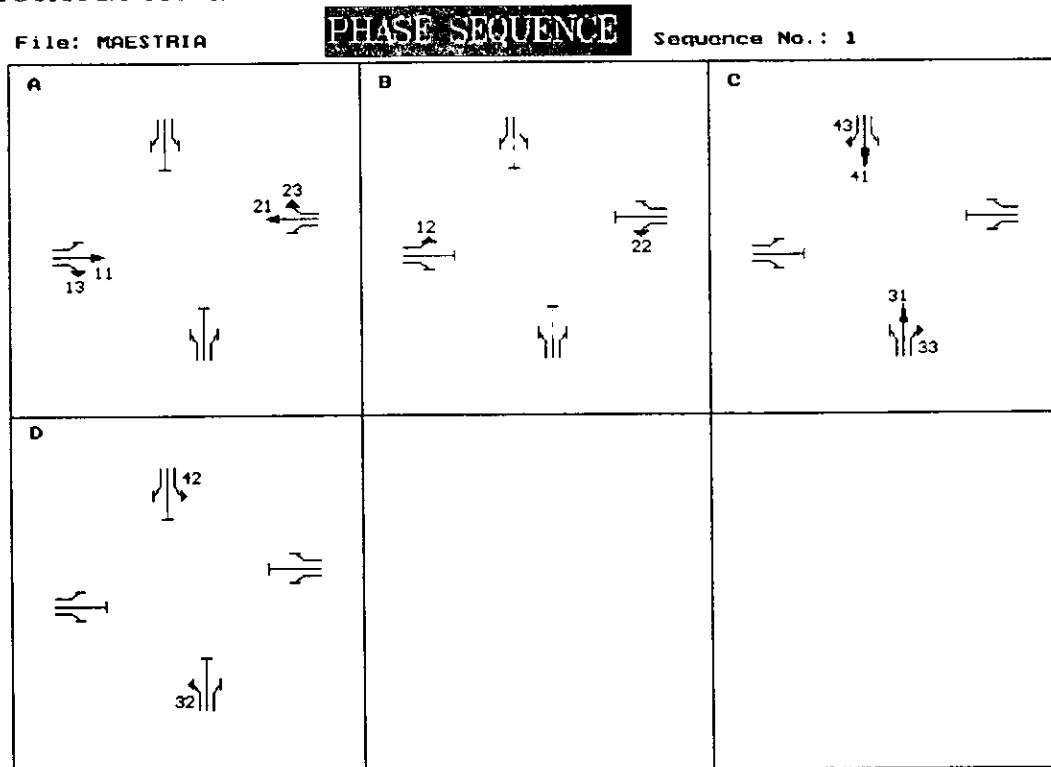 PHASE SEQUENCE
File: MAESTRIA
Sequence No.: 1
A
B
C
23
21
13
11
12
22
43
41
31
33
D
42
32